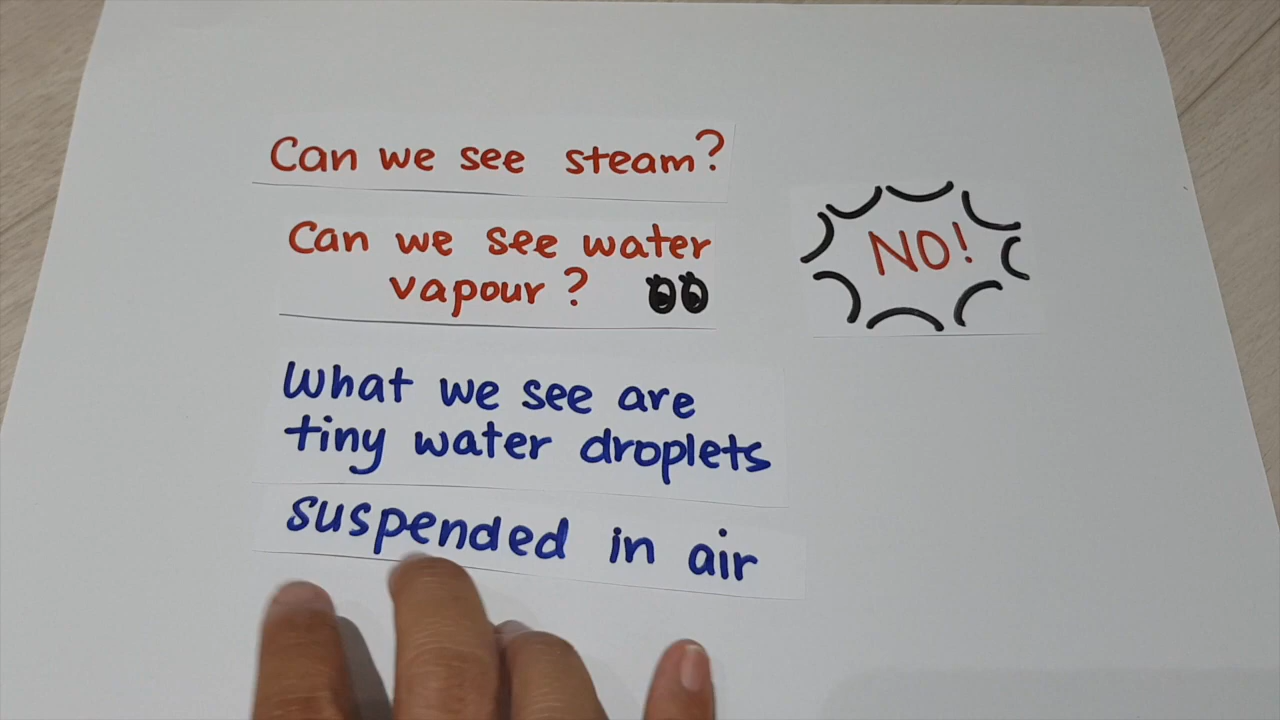 Can we see steam?
Can we see water
vapour?
NO!
What we see are
tiny water droplets
suspended in air